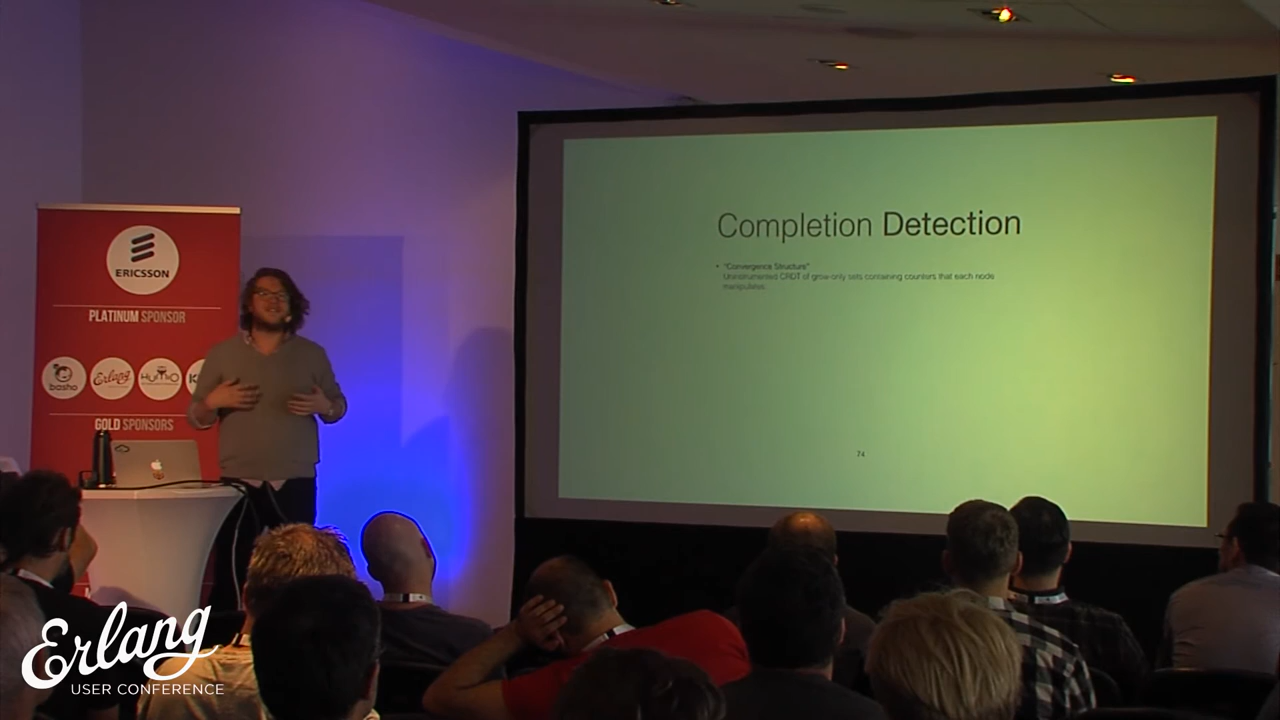 ERICSSON
PLATINUM SPONSOR
basho
Erlang
HUMIO
GOLD SPONSORS
Completion Detection
• "Convergence Structure"
Uninstrumented CRDT of grow-only sets containing counters that each node
manipulates.
74
Erlang
USER CONFERENCE